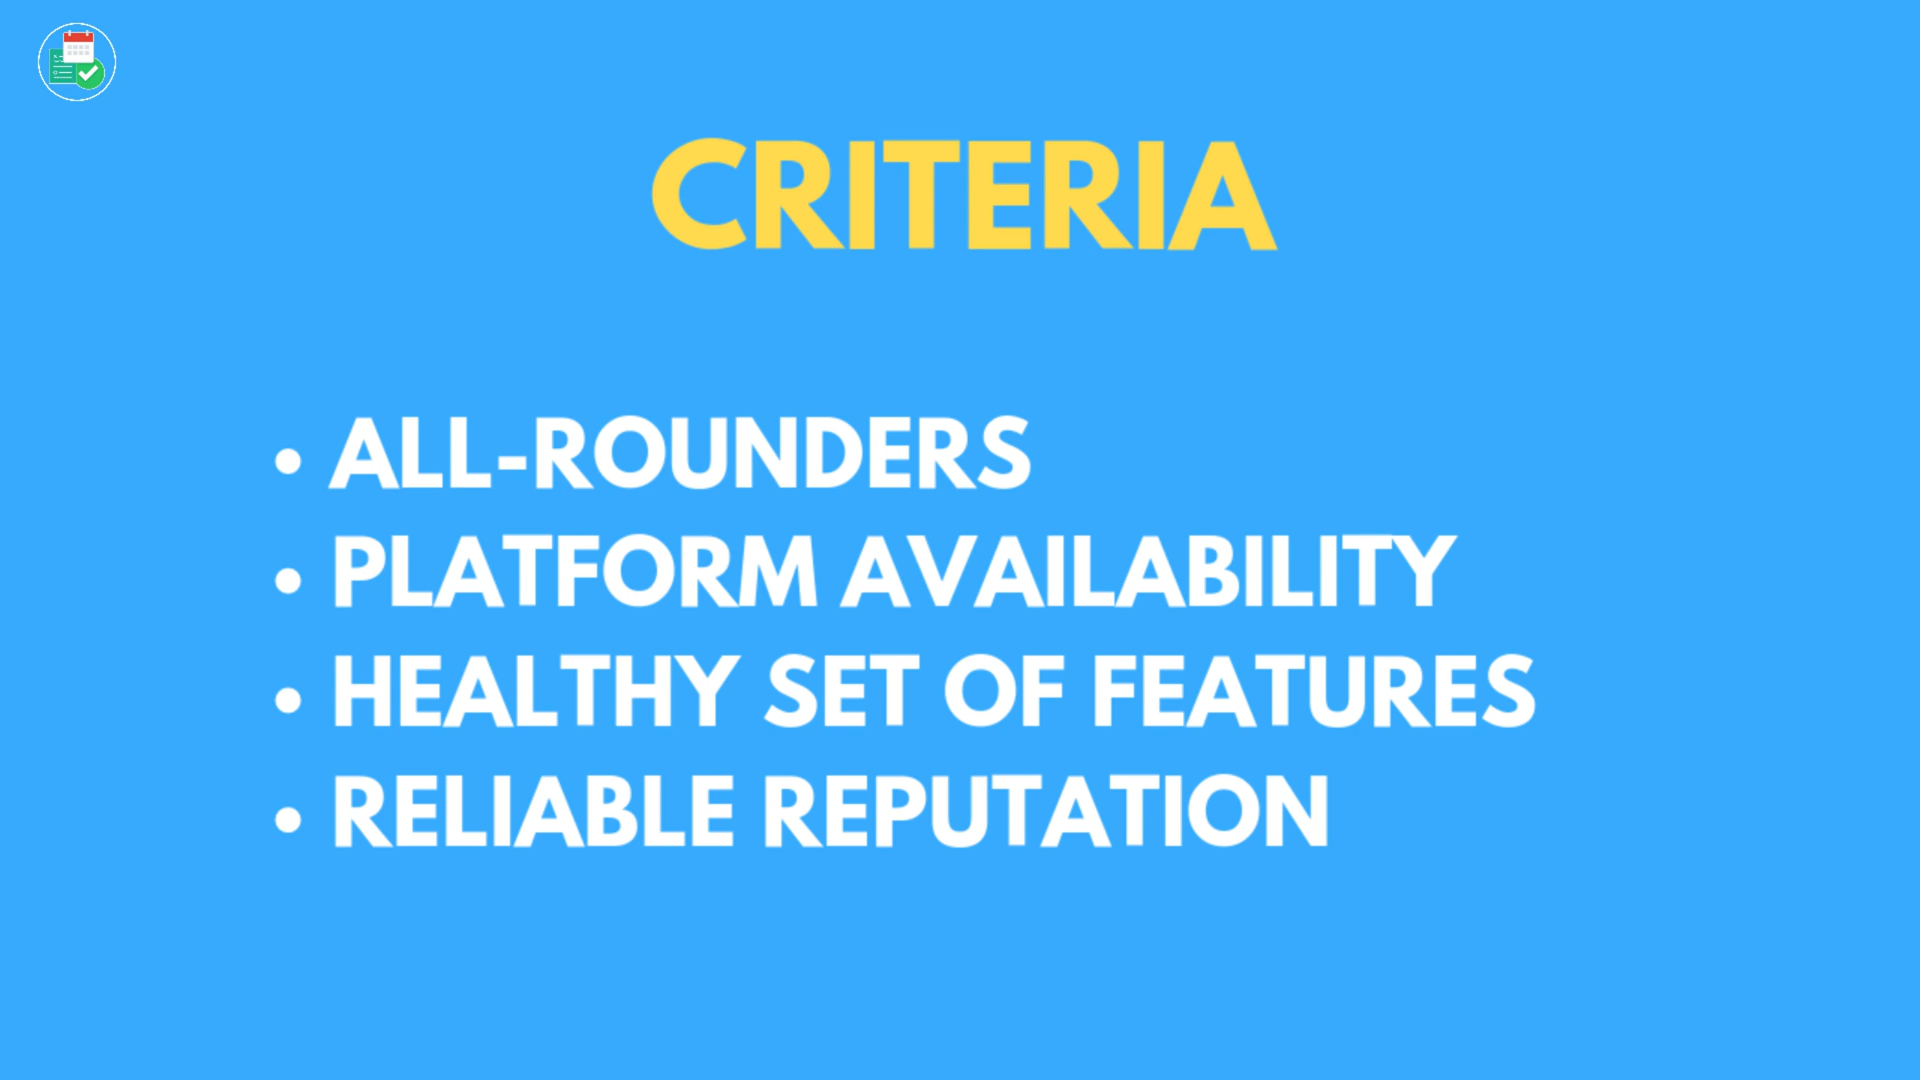 CRITERIA
• ALL-ROUNDERS
• PLATFORM AVAILABILITY
• HEALTHY SET OF FEATURES
• RELIABLE REPUTATION